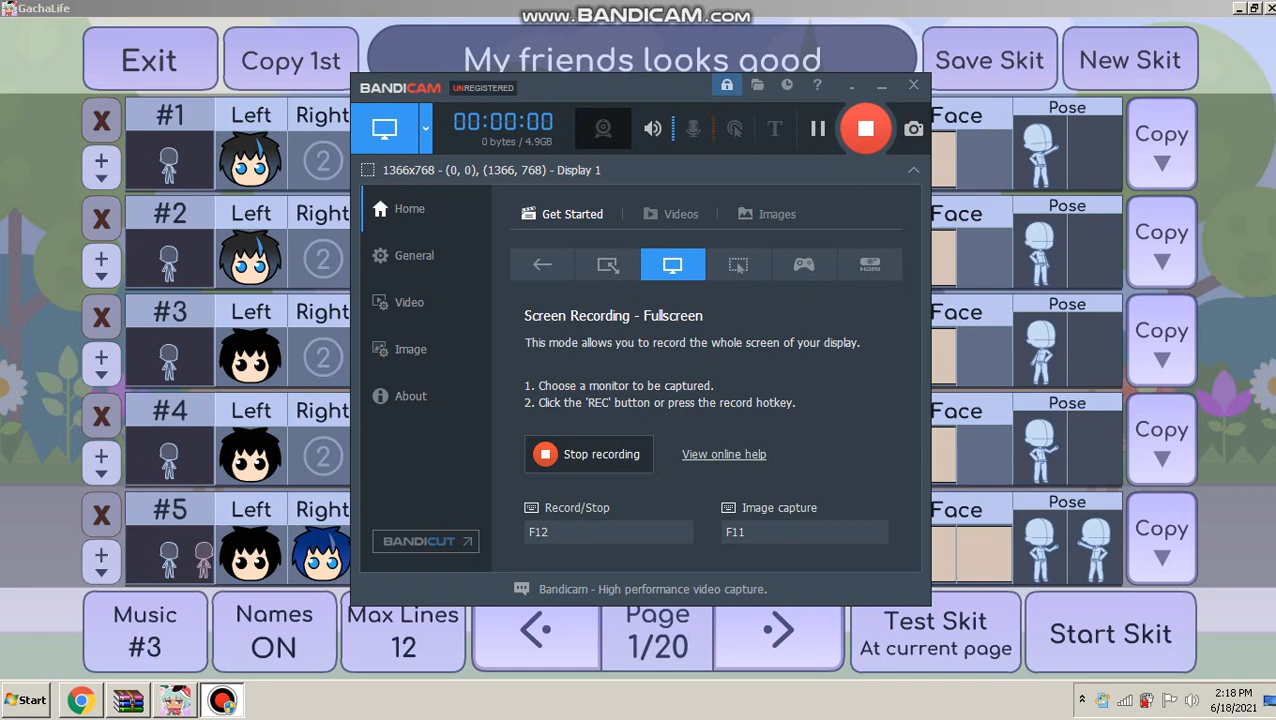 GachaLife
www.BANDICAM.com
Exit
Copy 1st
My friends looks good
Save Skit
New Skit
BANDICAM UNREGISTERED
?
00:00:00
0 bytes / 4.9GB
T
1366x768 - (0, 0), (1366, 768) - Display 1
Home
General
Video
Image
About
BANDICUT
Get Started
Videos
Images
HDMI
Screen Recording - Fullscreen
This mode allows you to record the whole screen of your display.
1. Choose a monitor to be captured.
2. Click the 'REC' button or press the record hotkey.
Stop recording
View online help
Record/Stop
Image capture
F12
F11
Bandicam - High performance video capture.
X
+
#1
Left
Right
2
Face
Pose
Copy
X
+
#2
Left
Right
2
Face
Pose
Copy
X
+
#3
Left
Right
2
Face
Pose
Copy
X
+
#4
Left
Right
2
Face
Pose
Copy
X
+
#5
Left
Right
Face
Pose
Copy
Music
#3
Names
ON
Max Lines
12
Page
1/20
Test Skit
At current page
Start Skit
Start
2:18 PM
6/18/2021